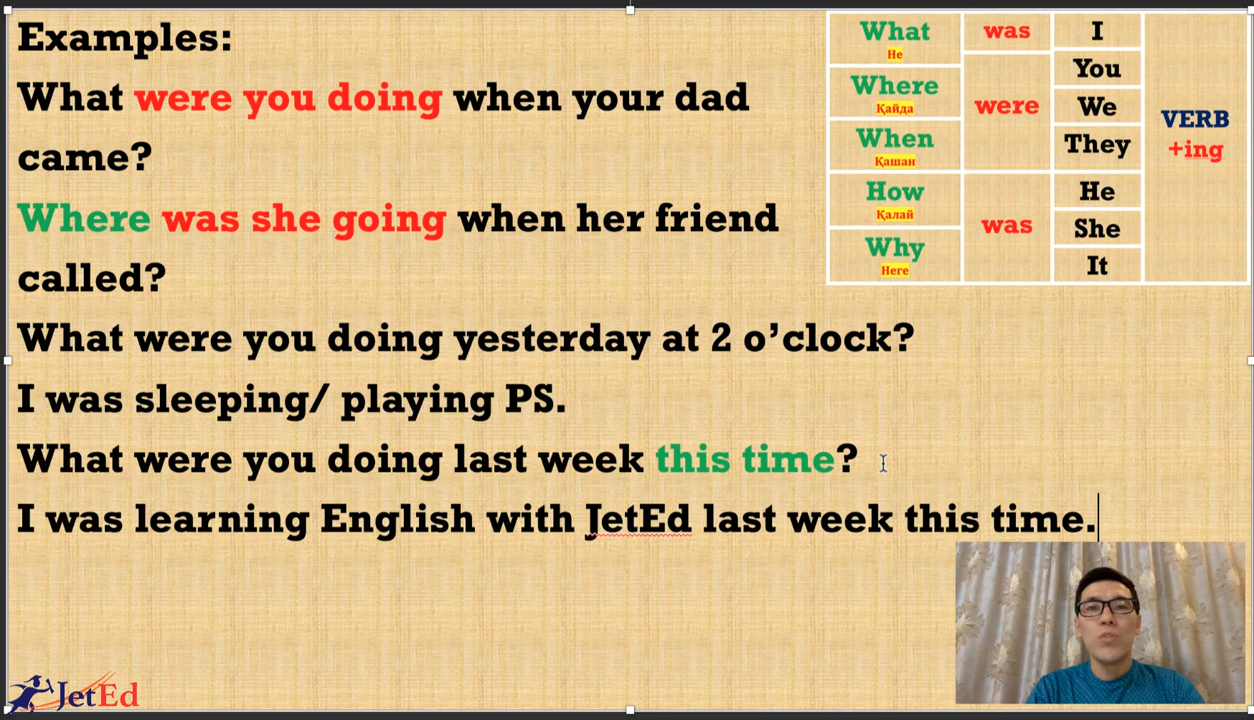 Examples:
What were you doing when your dad
came?
Where was she going when her friend
called?
What were you doing yesterday at 2 o’clock?
I was sleeping/ playing PS.
What were you doing last week this time?
I was learning English with JetEd last week this time.
What
Не
Where
Қайда
When
Қашан
How
Қалай
Why
Неге
was
were
was
I
You
We
They
He
She
It
VERB
+ing
JetEd